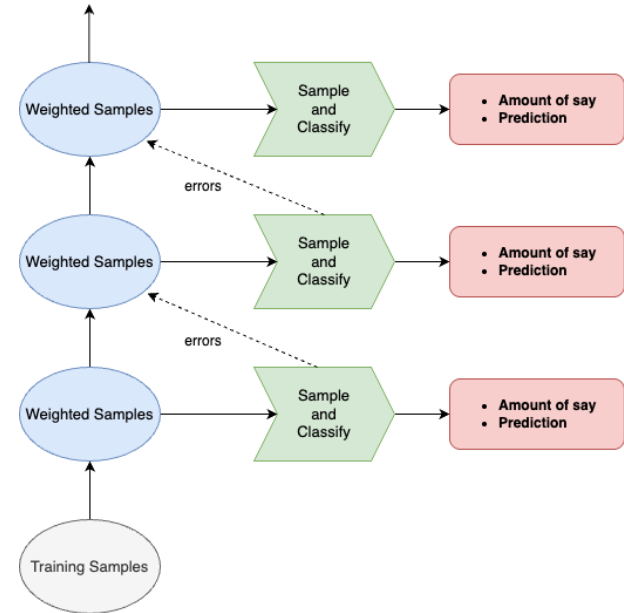 Weighted Samples
Sample
and
Classify
• Amount of say
• Prediction
errors
Weighted Samples
Sample
and
Classify
• Amount of say
• Prediction
errors
Weighted Samples
Sample
and
Classify
• Amount of say
• Prediction
Training Samples